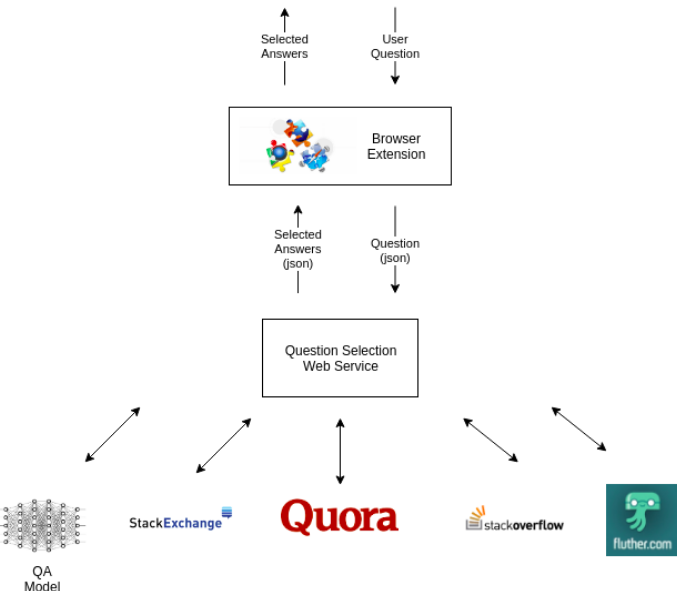 Selected
Answers
User
Question
Browser
Extension
Selected
Answers
(json)
Question
(json)
Question Selection
Web Service
StackExchange
Quora
stackoverflow
fluther.com
QA
Model